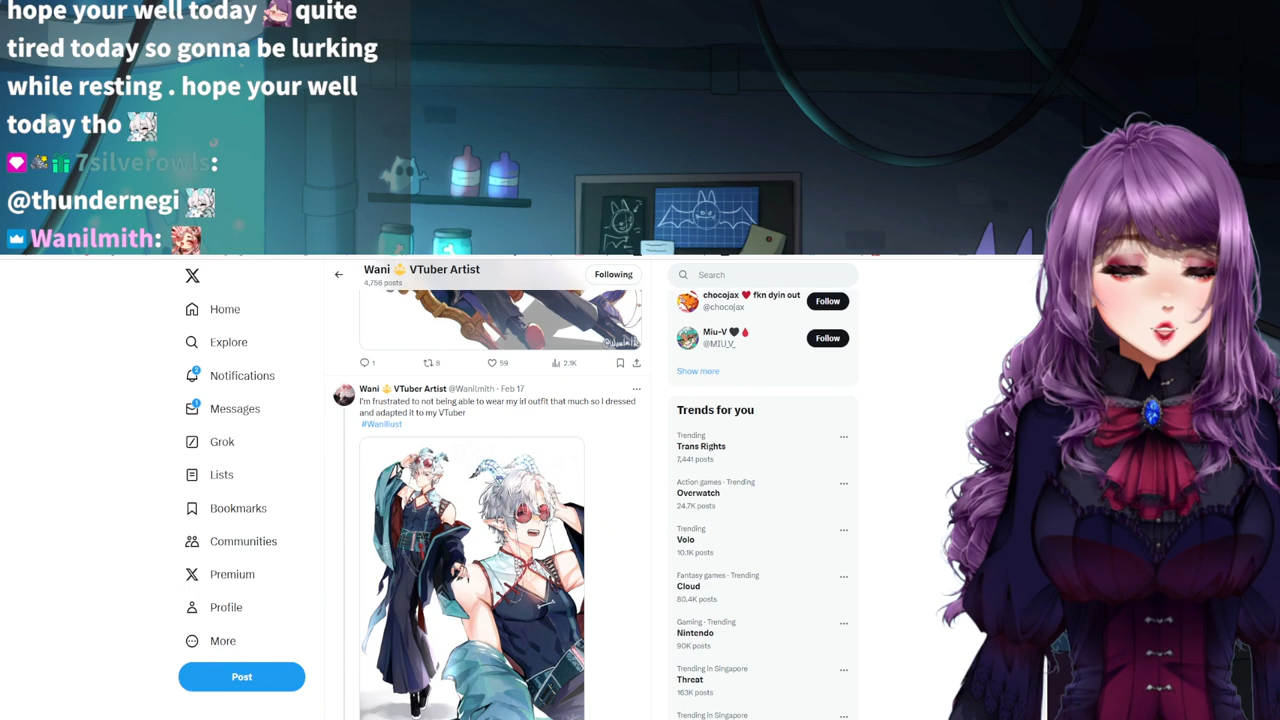 hope your well today quite
tired today so gonna be lurking
while resting . hope your well
today tho
7silverowls:
@thundernegi
Wanilmith:
Wani VTuber Artist
4,756 posts
Following
@Wanilmith
1
8
59
2.1K
Wani VTuber Artist @Wanilmith · Feb 17
I'm frustrated to not being able to wear my irl outfit that much so I dressed
and adapted it to my VTuber
#Wanillust
Home
Explore
2
Notifications
1
Messages
Grok
Lists
Bookmarks
Communities
Premium
Profile
More
Post
Search
chocojax fkn dyin out
@chocojax
Follow
Miu-V
@MIU_V_
Follow
Show more
Trends for you
Trending
Trans Rights
7,441 posts
Action games · Trending
Overwatch
24.7K posts
Trending
Volo
10.1K posts
Fantasy games · Trending
Cloud
80.4K posts
Gaming · Trending
Nintendo
90K posts
Trending in Singapore
Threat
163K posts
Trending in Singapore